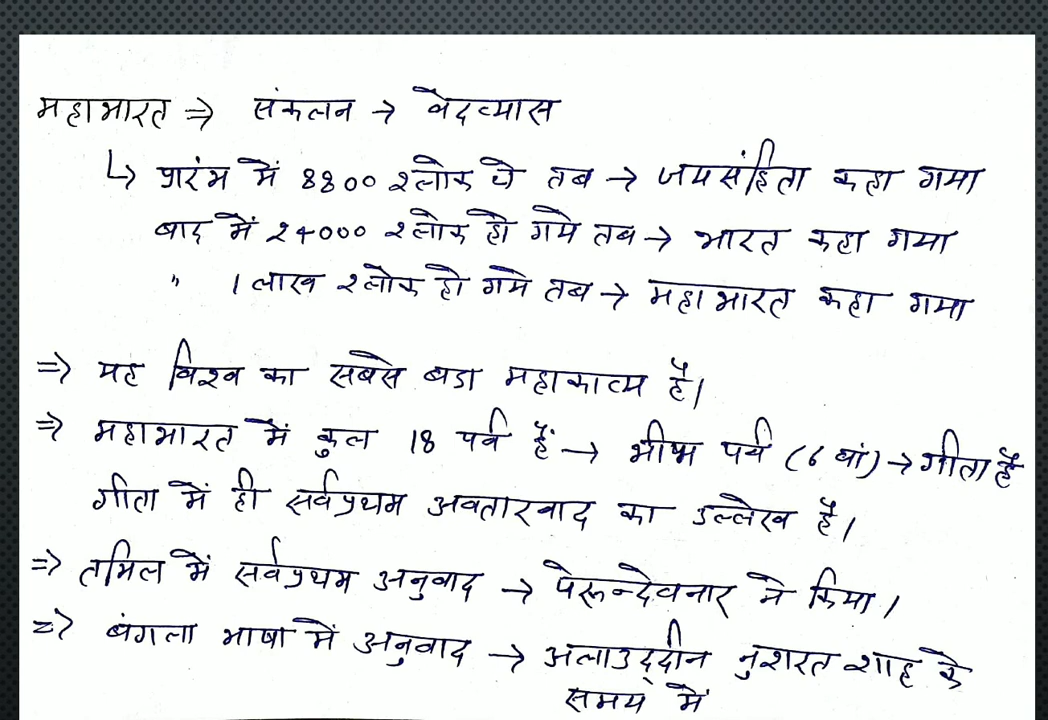 महाभारत ⇒ संकलन → वेदव्यास
↳ प्रारंभ में 8800 श्लोक थे तब → जयसंहिता कहा गया
बाद में 24000 श्लोक हो गये तब → भारत कहा गया
" 1 लाख श्लोक हो गये तब → महाभारत कहा गया
⇒ यह विश्व का सबसे बडा महाकाव्य है।
⇒ महाभारत में कुल 18 पर्व हैं → भीष्म पर्व (6 वां) → गीता है
गीता में ही सर्वप्रथम अवतारवाद का उल्लेख है।
⇒ तमिल में सर्वप्रथम अनुवाद → पेरून्देवनार ने किया।
⇒ बंगला भाषा में अनुवाद → अलाउद्दीन नुशरत शाह के
समय में